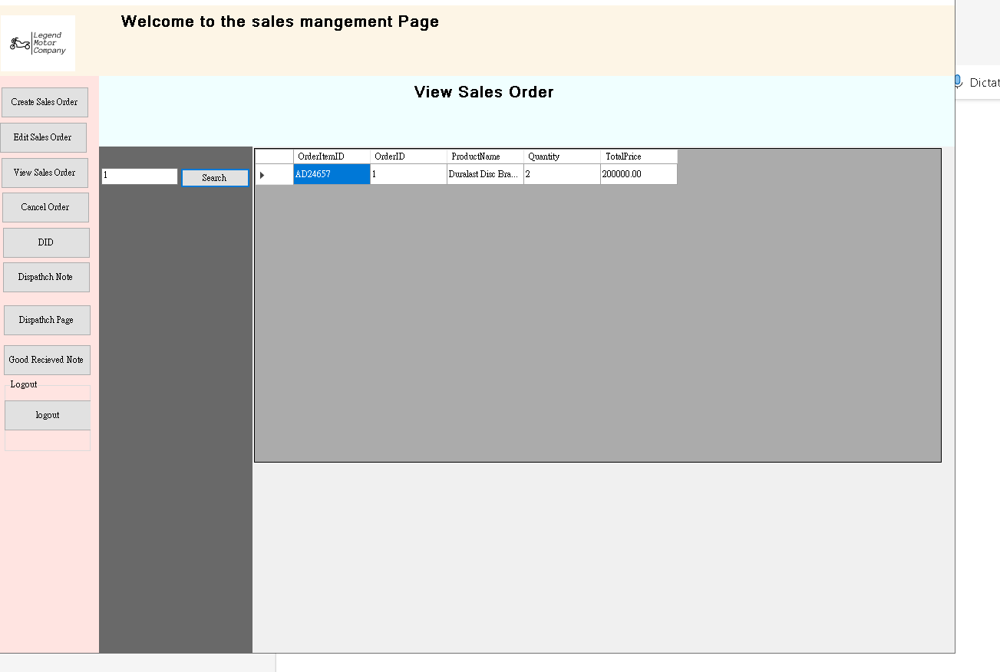 Welcome to the sales mangement Page
Legend
Motor
Company
Dictat
View Sales Order
Create Sales Order
Edit Sales Order
View Sales Order
Cancel Order
DID
Dispathch Note
Dispathch Page
Good Recieved Note
Logout
logout
1
Search
OrderItemID OrderID ProductName Quantity TotalPrice
AD24657 1 Duralast Disc Bra... 2 200000.00